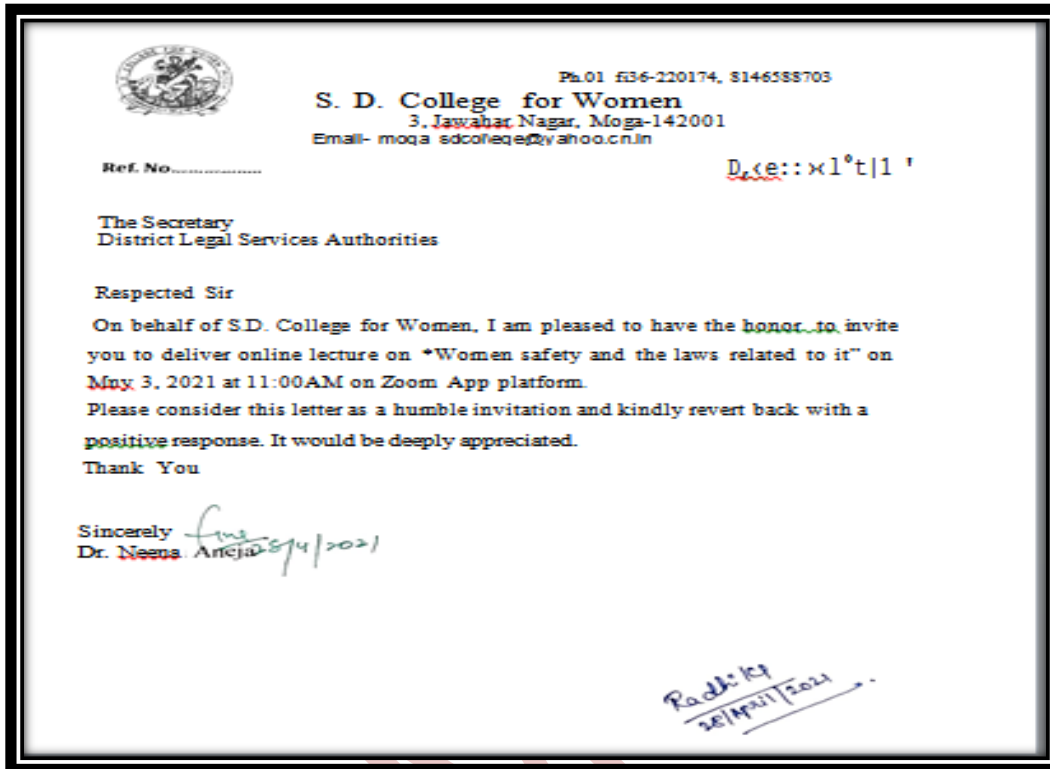 Ph.01 fi36-220174, 8146588703
S. D. College for Women
3, Jawahar Nagar, Moga-142001
Email- moga sdcollege@yahoo.cn.in
Ref. No.................
The Secretary
District Legal Services Authorities
Respected Sir
On behalf of S.D. College for Women, I am pleased to have the honor to invite
you to deliver online lecture on *Women safety and the laws related to it" on
Mny 3, 2021 at 11:00AM on Zoom App platform.
Please consider this letter as a humble invitation and kindly revert back with a
positive response. It would be deeply appreciated.
Thank You
Sincerely
Dr. Neena Aneja 28/4/2021
Radhika
28/April/2021